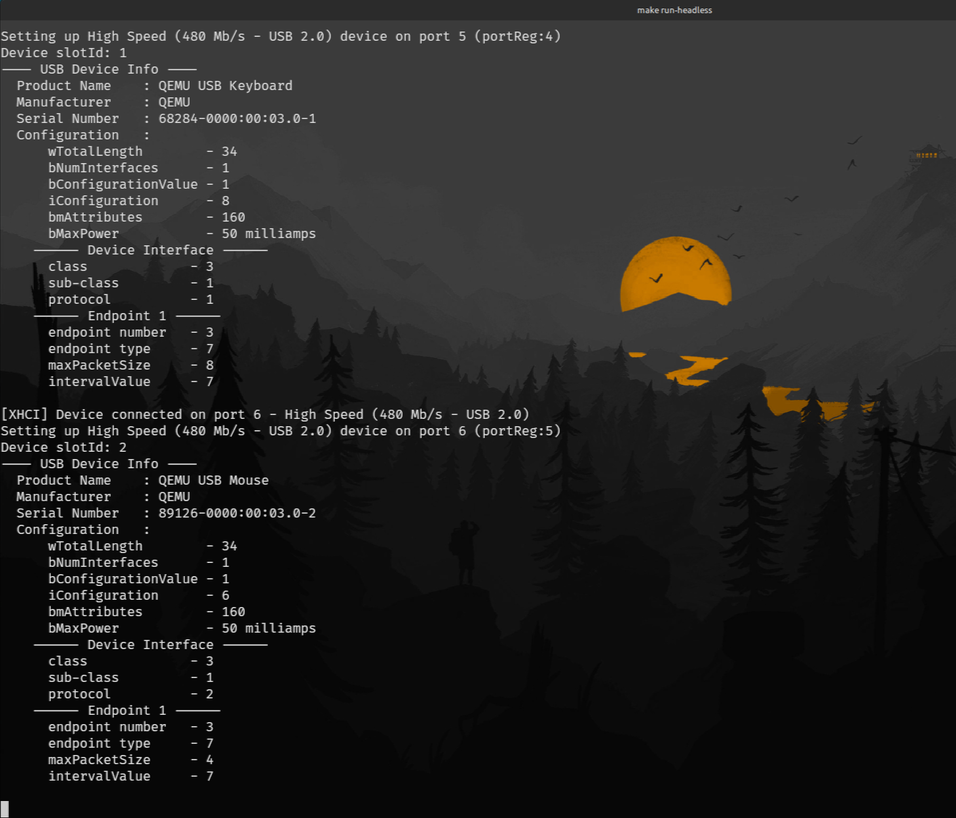 make run-headless
Setting up High Speed (480 Mb/s - USB 2.0) device on port 5 (portReg:4)
Device slotId: 1
—— USB Device Info ——
Product Name : QEMU USB Keyboard
Manufacturer : QEMU
Serial Number : 68284-0000:00:03.0-1
Configuration :
wTotalLength - 34
bNumInterfaces - 1
bConfigurationValue - 1
iConfiguration - 8
bmAttributes - 160
bMaxPower - 50 milliamps
——— Device Interface ———
class - 3
sub-class - 1
protocol - 1
——— Endpoint 1 ———
endpoint number - 3
endpoint type - 7
maxPacketSize - 8
intervalValue - 7
[XHCI] Device connected on port 6 - High Speed (480 Mb/s - USB 2.0)
Setting up High Speed (480 Mb/s - USB 2.0) device on port 6 (portReg:5)
Device slotId: 2
—— USB Device Info ——
Product Name : QEMU USB Mouse
Manufacturer : QEMU
Serial Number : 89126-0000:00:03.0-2
Configuration :
wTotalLength - 34
bNumInterfaces - 1
bConfigurationValue - 1
iConfiguration - 6
bmAttributes - 160
bMaxPower - 50 milliamps
——— Device Interface ———
class - 3
sub-class - 1
protocol - 2
——— Endpoint 1 ———
endpoint number - 3
endpoint type - 7
maxPacketSize - 4
intervalValue - 7